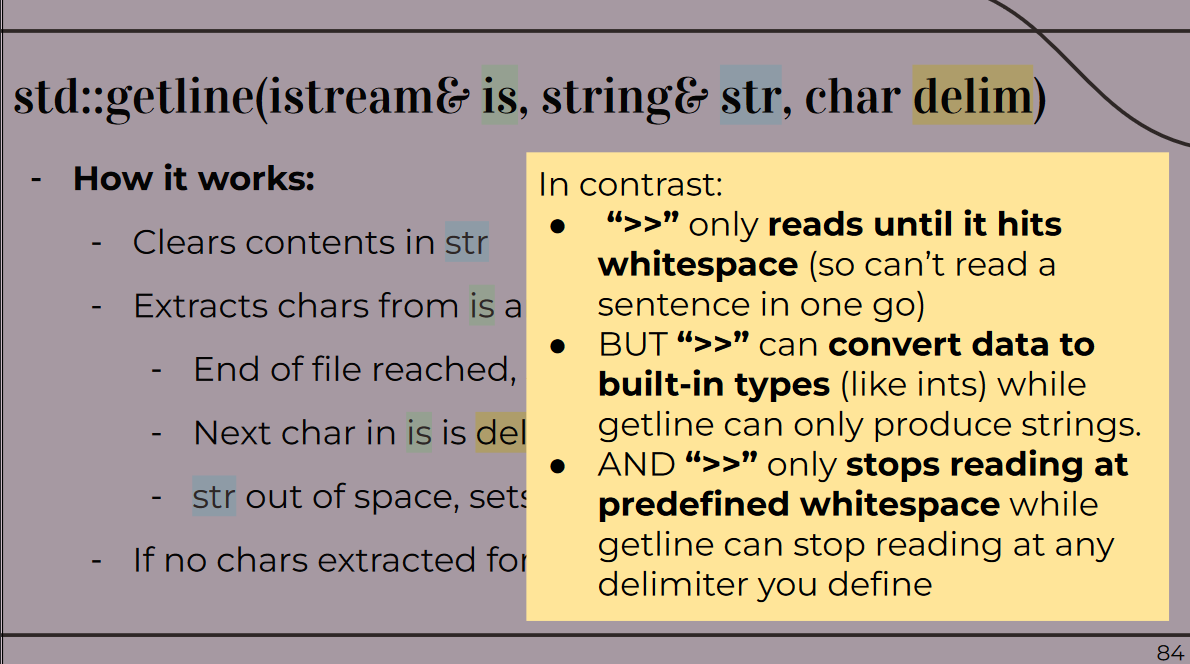 std::getline(istream& is, string& str, char delim)
- How it works:
- Clears contents in str
- Extracts chars from is a
- End of file reached,
- Next char in is is del
- str out of space, sets
- If no chars extracted for
In contrast:
● “>>” only reads until it hits
whitespace (so can’t read a
sentence in one go)
● BUT “>>” can convert data to
built-in types (like ints) while
getline can only produce strings.
● AND “>>” only stops reading at
predefined whitespace while
getline can stop reading at any
delimiter you define
84